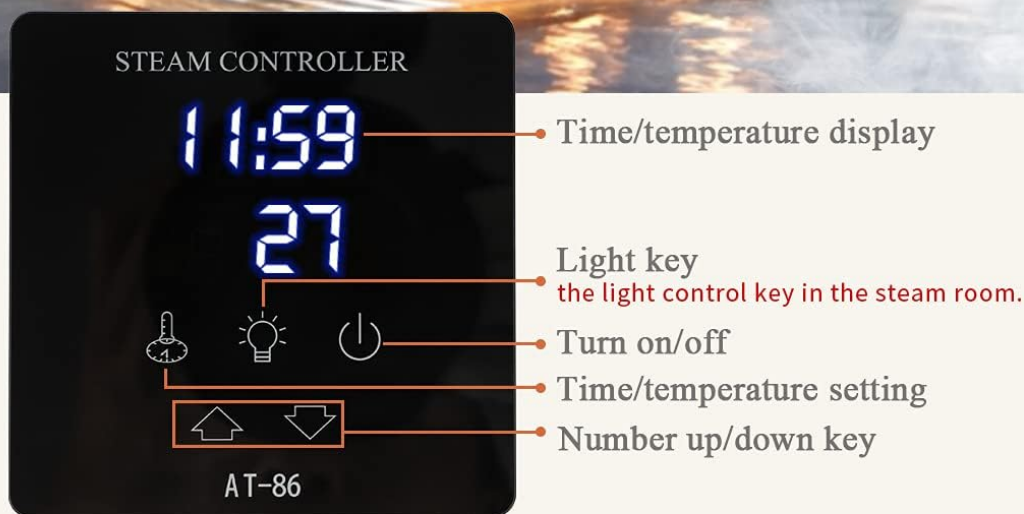 STEAM CONTROLLER
11:59
27
AT-86
Time/temperature display
Light key
the light control key in the steam room.
Turn on/off
Time/temperature setting
Number up/down key